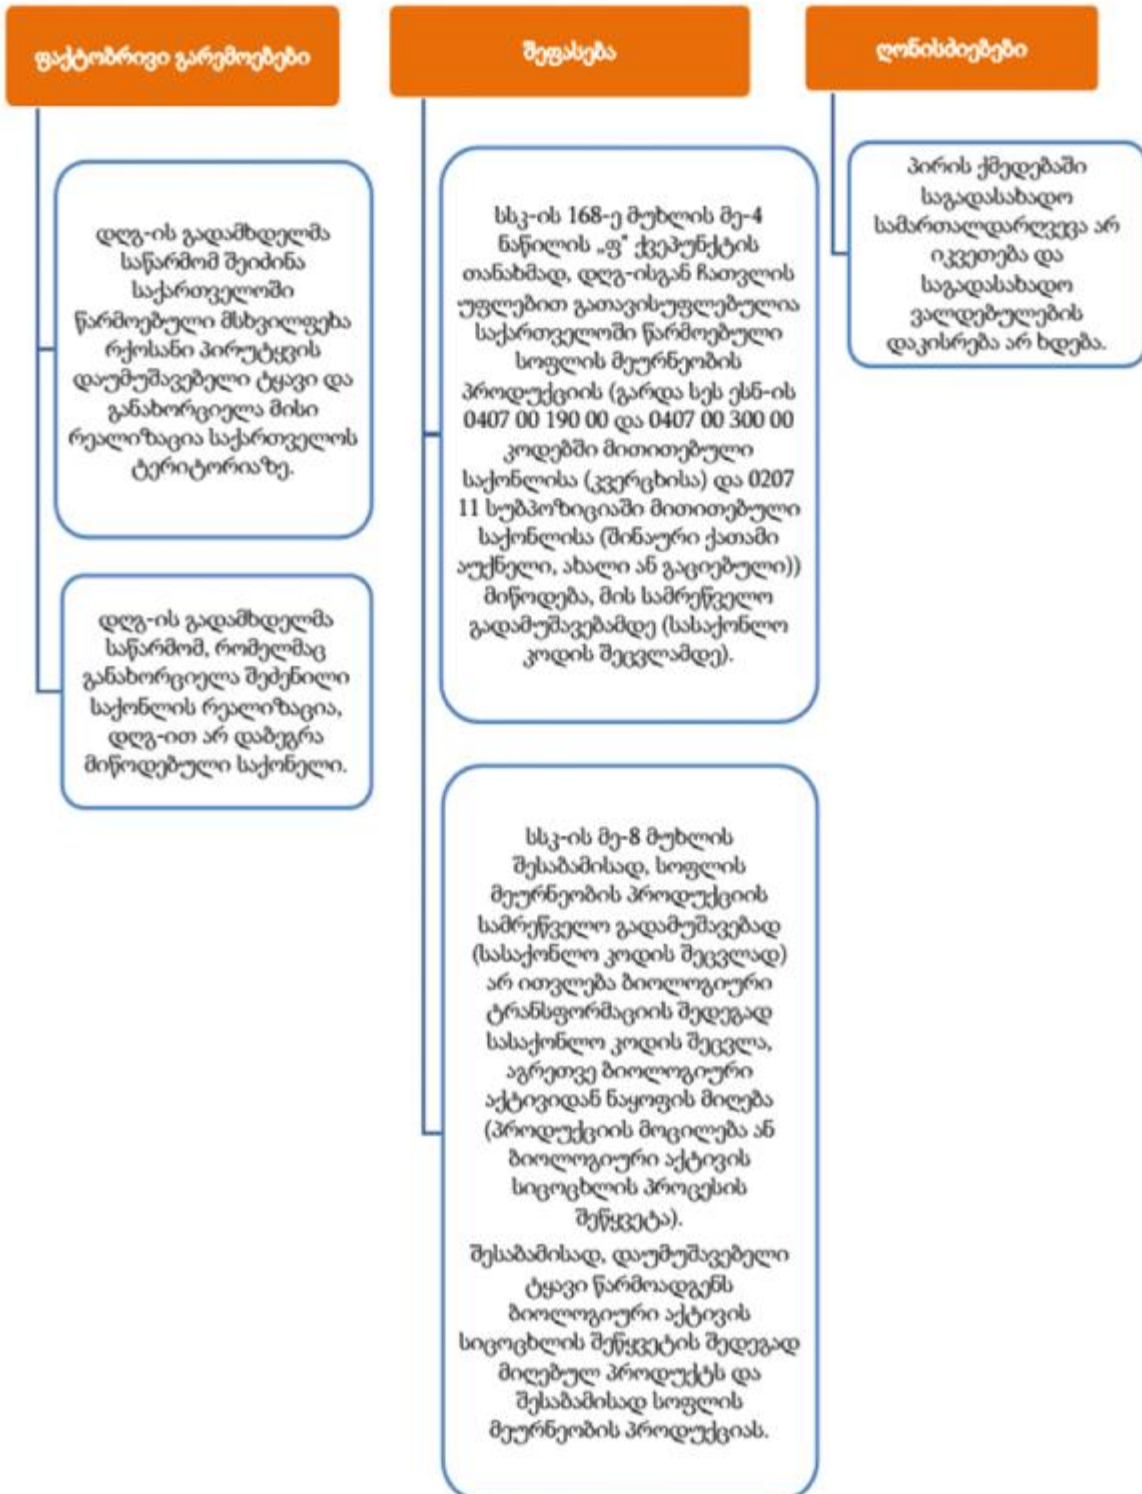 ფაქტობრივი გარემოებები
დღგ-ის გადამხდელმა
საწარმომ შეიძინა
საქართველოში
წარმოებული მსხვილფეხა
რქოსანი პირუტყვის
დაუმუშავებელი ტყავი და
განახორციელა მისი
რეალიზაცია საქართველოს
ტერიტორიაზე.
დღგ-ის გადამხდელმა
საწარმომ, რომელმაც
განახორციელა შეძენილი
საქონლის რეალიზაცია,
დღგ-ით არ დაბეგრა
მიწოდებული საქონელი.
შეფასება
სსკ-ის 168-ე მუხლის მე-4
ნაწილის „ფ“ ქვეპუნქტის
თანახმად, დღგ-ისგან ჩათვლის
უფლებით გათავისუფლებულია
საქართველოში წარმოებული
სოფლის მეურნეობის
პროდუქციის (გარდა სეს ესნ-ის
0407 00 190 00 და 0407 00 300 00
კოდებში მითითებული
საქონლისა (კვერცხისა) და 0207
11 სუბპოზიციაში მითითებული
საქონლისა (შინაური ქათამი
აუქნელი, ახალი ან გაციებული))
მიწოდება, მის სამრეწველო
გადამუშავებამდე (სასაქონლო
კოდის შეცვლამდე).
სსკ-ის მე-8 მუხლის
შესაბამისად, სოფლის
მეურნეობის პროდუქციის
სამრეწველო გადამუშავებად
(სასაქონლო კოდის შეცვლად)
არ ითვლება ბიოლოგიური
ტრანსფორმაციის შედეგად
სასაქონლო კოდის შეცვლა,
აგრეთვე ბიოლოგიური
აქტივიდან ნაყოფის მიღება
(პროდუქციის მოცილება ან
ბიოლოგიური აქტივის
სიცოცხლის პროცესის
შეწყვეტა).
შესაბამისად, დაუმუშავებელი
ტყავი წარმოადგენს
ბიოლოგიური აქტივის
სიცოცხლის შეწყვეტის შედეგად
მიღებულ პროდუქტს და
შესაბამისად სოფლის
მეურნეობის პროდუქციას.
ღონისძიებები
პირის ქმედებაში
საგადასახადო
სამართალდარღვევა არ
იკვეთება და
საგადასახადო
ვალდებულების
დაკისრება არ ხდება.